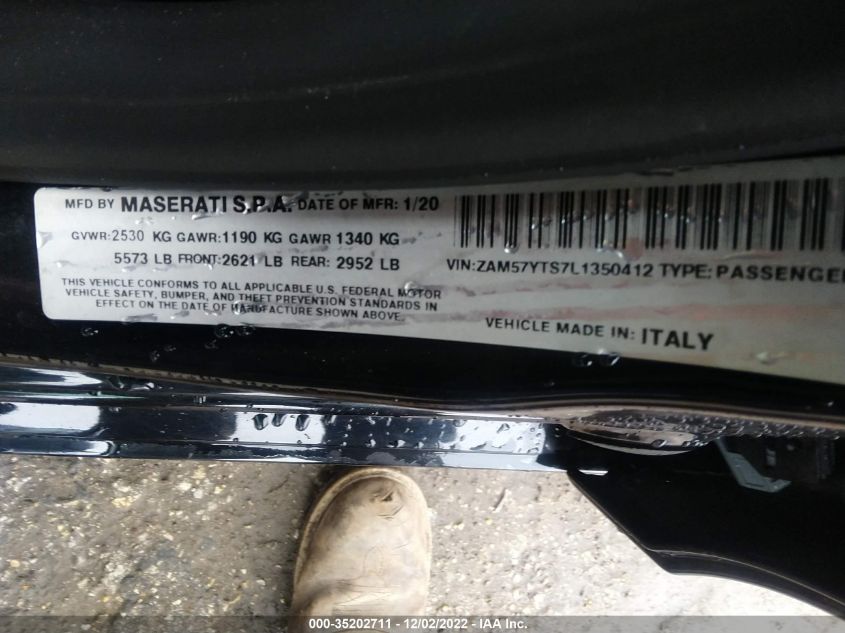 MFD BY MASERATI S.P.A. DATE OF MFR: 1/20
GVWR: 2530 KG GAWR: 1190 KG GAWR 1340 KG
5573 LB FRONT: 2621 LB REAR: 2952 LB
THIS VEHICLE CONFORMS TO ALL APPLICABLE U.S. FEDERAL MOTOR
VEHICLE SAFETY, BUMPER, AND THEFT PREVENTION STANDARDS IN
EFFECT ON THE DATE OF MANUFACTURE SHOWN ABOVE.
VIN: ZAM57YTS7L1350412 TYPE: PASSENGER
VEHICLE MADE IN: ITALY
000-35202711 - 12/02/2022 - IAAI.COM INC.